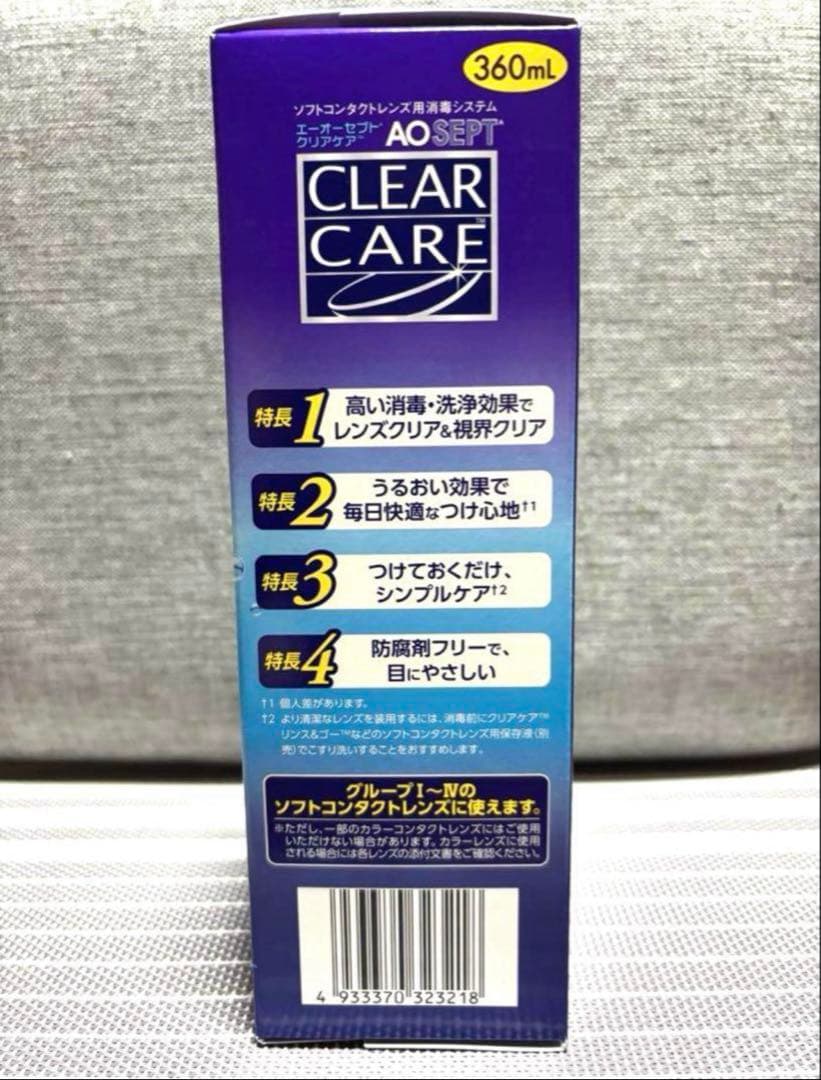 360mL
ソフトコンタクトレンズ用消毒システム
エーオーセプト
クリアケア™
AOSEPT
CLEAR
CARE™
特長1
高い消毒・洗浄効果で
レンズクリア&視界クリア
特長2
うるおい効果で
毎日快適なつけ心地†1
特長3
つけておくだけ、
シンプルケア†2
特長4
防腐剤フリーで、
目にやさしい
†1 個人差があります。
†2 より清潔なレンズを装用するには、消毒前にクリアケア™
リンス&ゴー™などのソフトコンタクトレンズ用保存液(別
売)でこすり洗いすることをおすすめします。
グループI〜IVの
ソフトコンタクトレンズに使えます。
※ただし、一部のカラーコンタクトレンズにはご使用
いただけない場合があります。カラーレンズに使用
される場合には各レンズの添付文書をご確認ください。
4 933370 323218